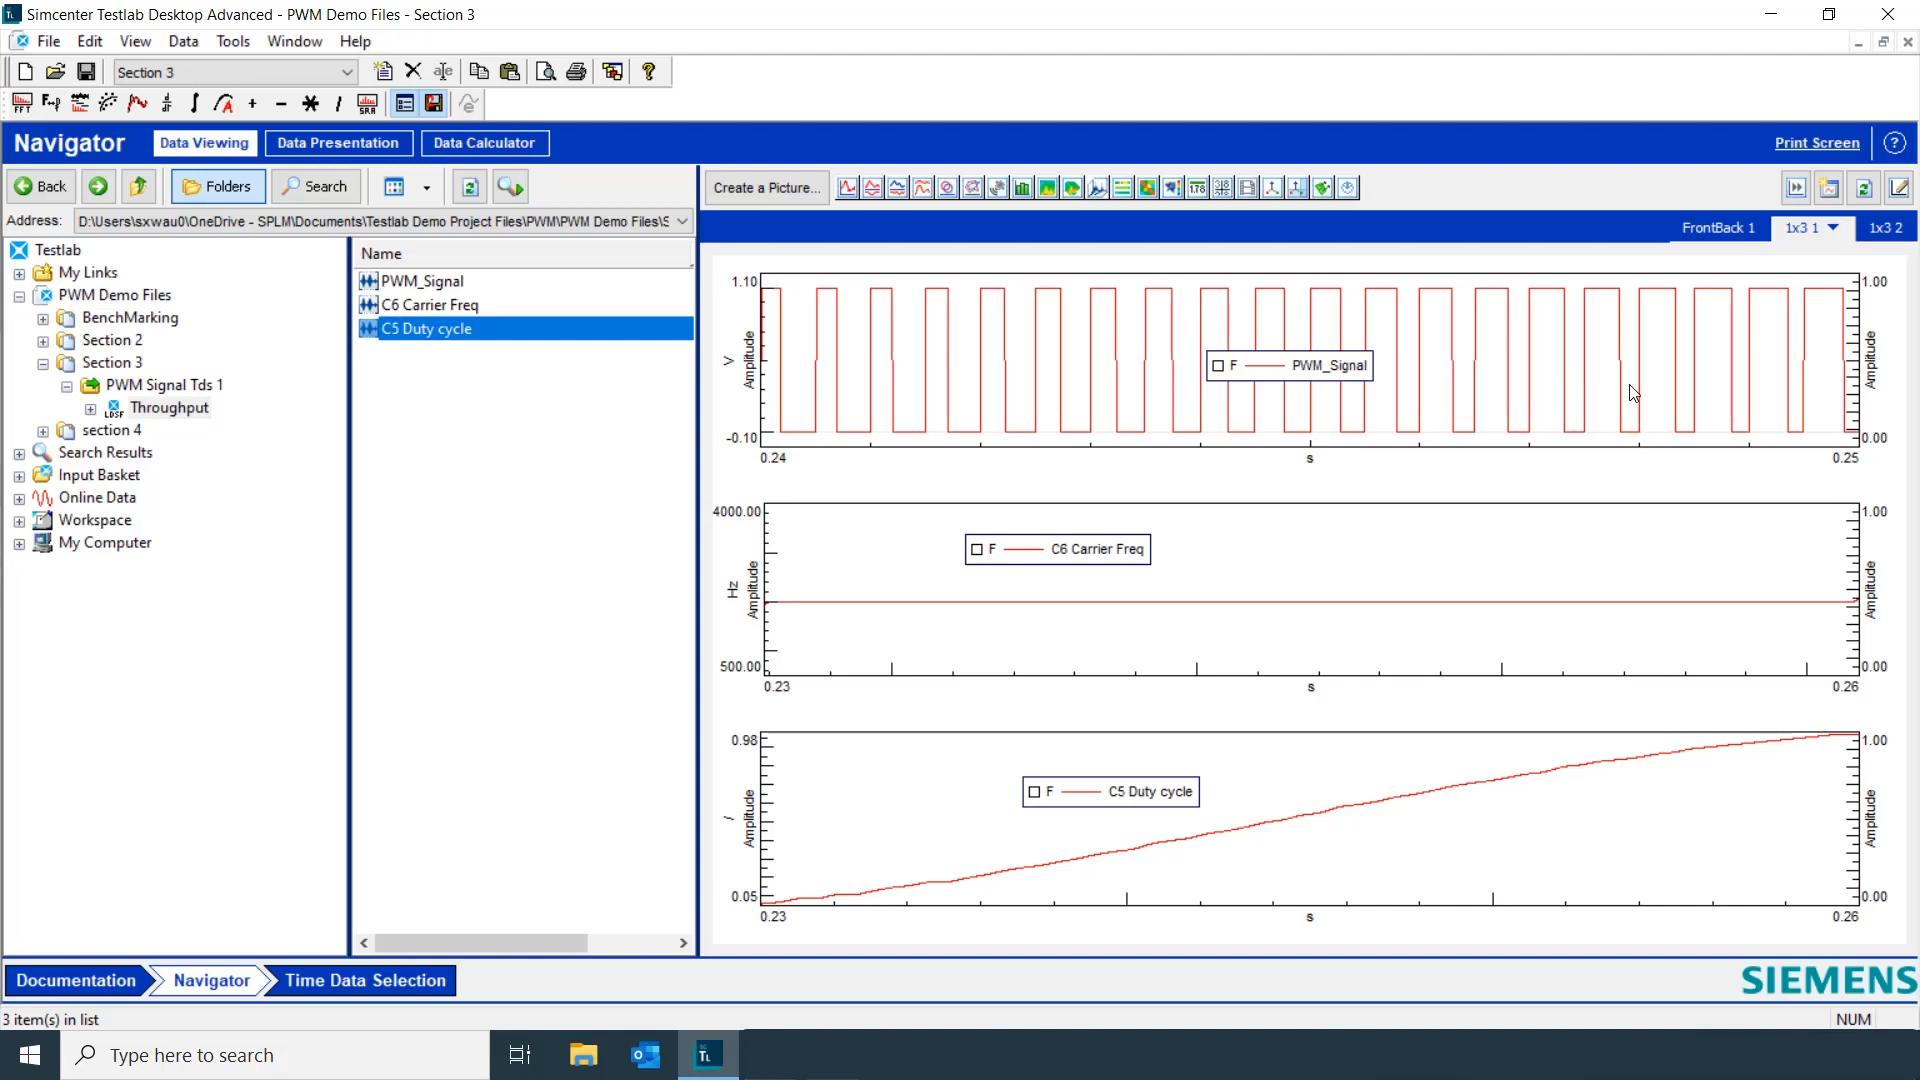 Simcenter Testlab Desktop Advanced - PWM Demo Files - Section 3
File Edit View Data Tools Window Help
Section 3
Navigator Data Viewing Data Presentation Data Calculator Print Screen
Back Folders Search Create a Picture...
Address: D:\Users\sxwau0\OneDrive - SPLM\Documents\Testlab Demo Project Files\PWM\PWM Demo Files\S
FrontBack 1 1x3 1 1x3 2
Testlab
My Links
PWM Demo Files
BenchMarking
Section 2
Section 3
PWM Signal Tds 1
Throughput
section 4
Search Results
Input Basket
Online Data
Workspace
My Computer
Name
PWM_Signal
C6 Carrier Freq
C5 Duty cycle
1.10 1.00
V Amplitude F PWM_Signal Amplitude
-0.10 0.00
0.24 s 0.25
4000.00 1.00
F C6 Carrier Freq
Hz Amplitude Amplitude
500.00 0.00
0.23 s 0.26
0.98 1.00
F C5 Duty cycle
/ Amplitude Amplitude
0.05 0.00
0.23 s 0.26
Documentation Navigator Time Data Selection SIEMENS
3 item(s) in list NUM
Type here to search